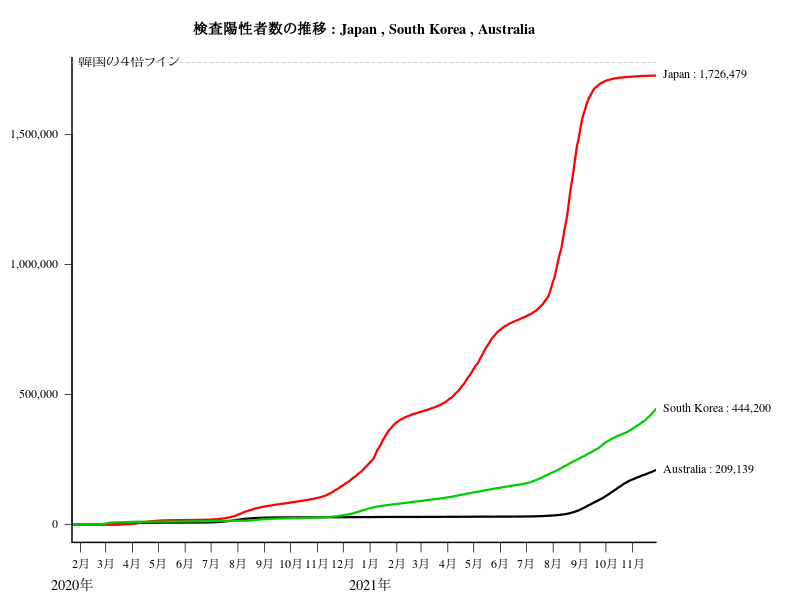 検査陽性者数の推移 : Japan , South Korea , Australia
韓国の４倍ライン
Japan : 1,726,479
1,500,000
1,000,000
500,000
South Korea : 444,200
Australia : 209,139
0
2月 3月 4月 5月 6月 7月 8月 9月 10月 11月 12月 1月 2月 3月 4月 5月 6月 7月 8月 9月 10月 11月
2020年 2021年